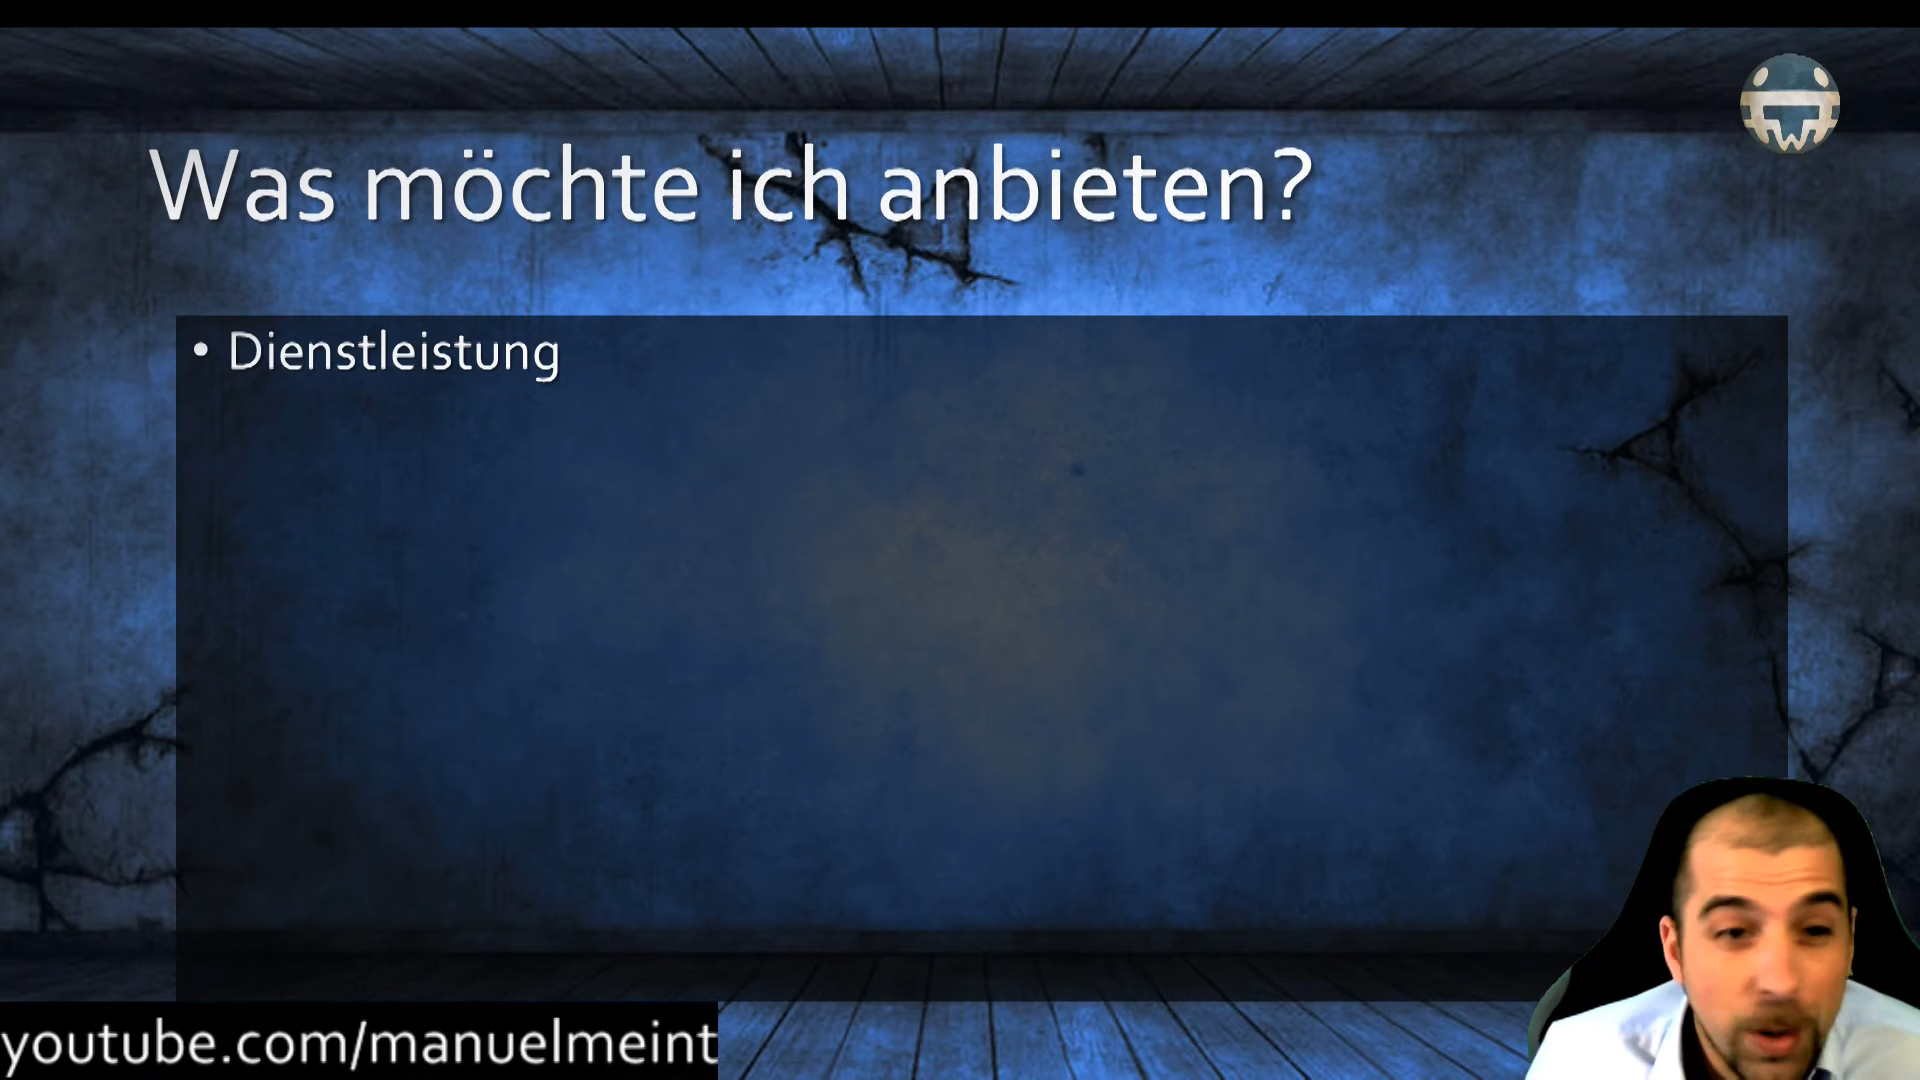 Was möchte ich anbieten?
• Dienstleistung
youtube.com/manuelmeint